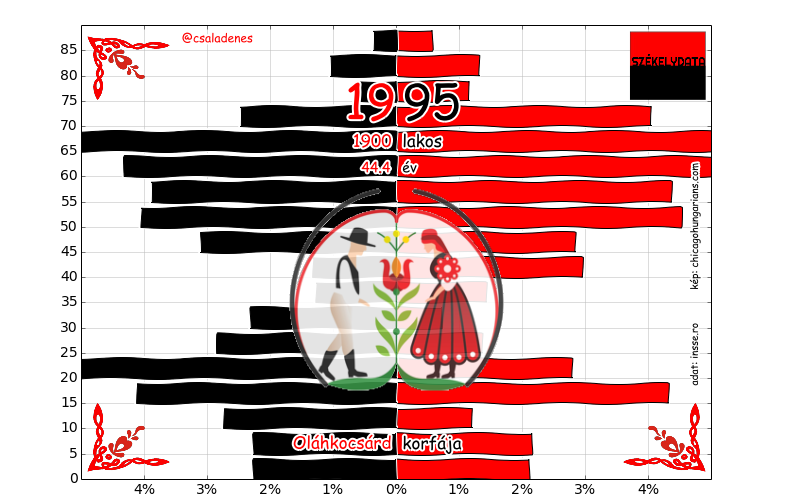 @csaladenes
SZÉKELYDATA
1995
1900 lakos
44.4 év
kép: chicagohungarians.com
adat: insse.ro
Oláhkocsárd korfája
85
80
75
70
65
60
55
50
45
40
35
30
25
20
15
10
5
0
4% 3% 2% 1% 0% 1% 2% 3% 4%